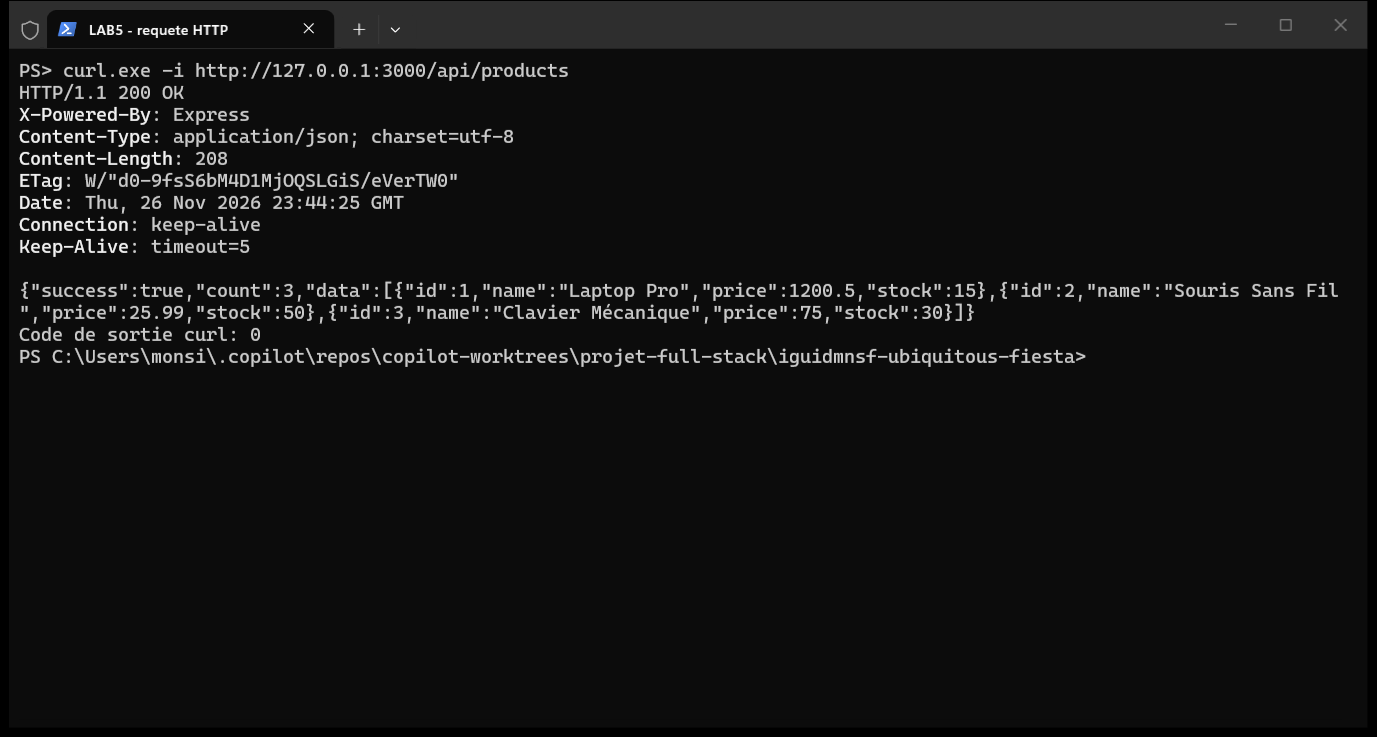 LAB5 - requete HTTP
PS> curl.exe -i http://127.0.0.1:3000/api/products
HTTP/1.1 200 OK
X-Powered-By: Express
Content-Type: application/json; charset=utf-8
Content-Length: 208
ETag: W/"d0-9fsS6bM4D1MjOQSLGiS/eVerTW0"
Date: Thu, 26 Nov 2026 23:44:25 GMT
Connection: keep-alive
Keep-Alive: timeout=5
{"success":true,"count":3,"data":[{"id":1,"name":"Laptop Pro","price":1200.5,"stock":15},{"id":2,"name":"Souris Sans Fil
","price":25.99,"stock":50},{"id":3,"name":"Clavier Mécanique","price":75,"stock":30}]}
Code de sortie curl: 0
PS C:\Users\monsi\.copilot\repos\copilot-worktrees\projet-full-stack\iguidmnsf-ubiquitous-fiesta>